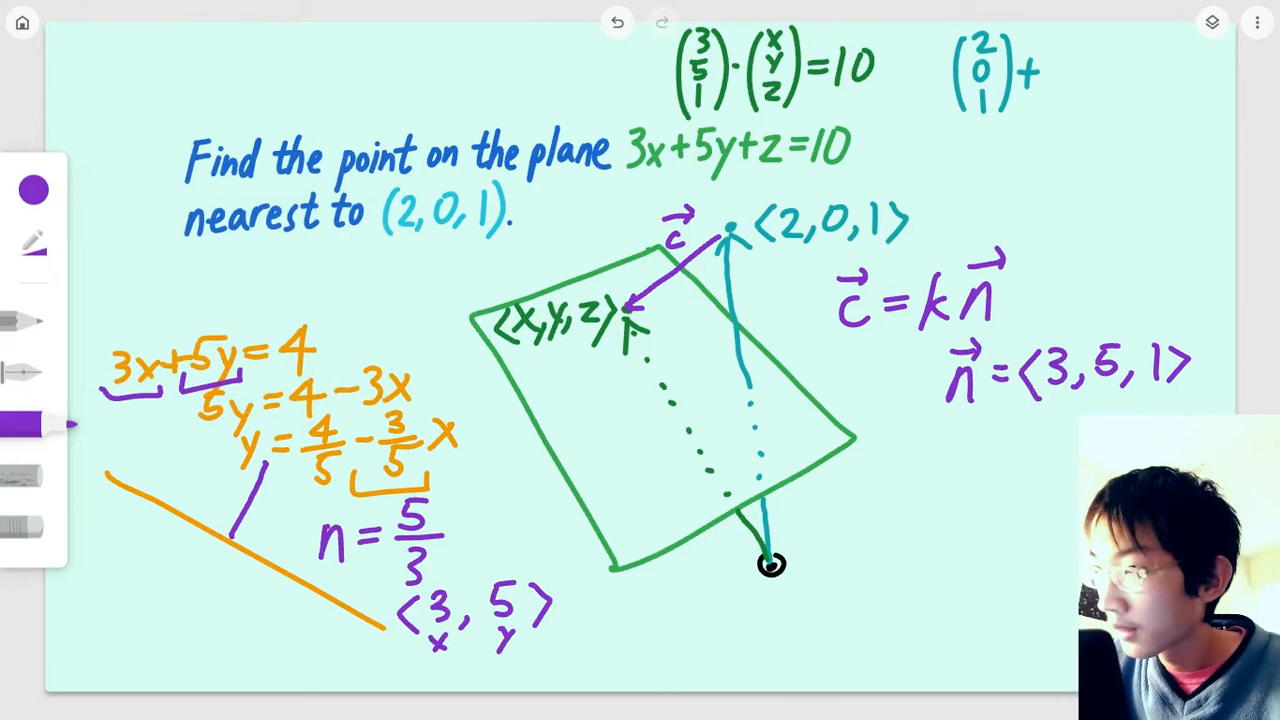 (3 5 1) · (x y z) = 10
(2 0 1) +
Find the point on the plane 3x+5y+z=10
nearest to (2, 0, 1).
c
<2, 0, 1>
<x, y, z>
c = kn
n = <3, 5, 1>
3x+5y=4
5y=4-3x
y=4/5-3/5x
n=5/3
<3, 5>
x y